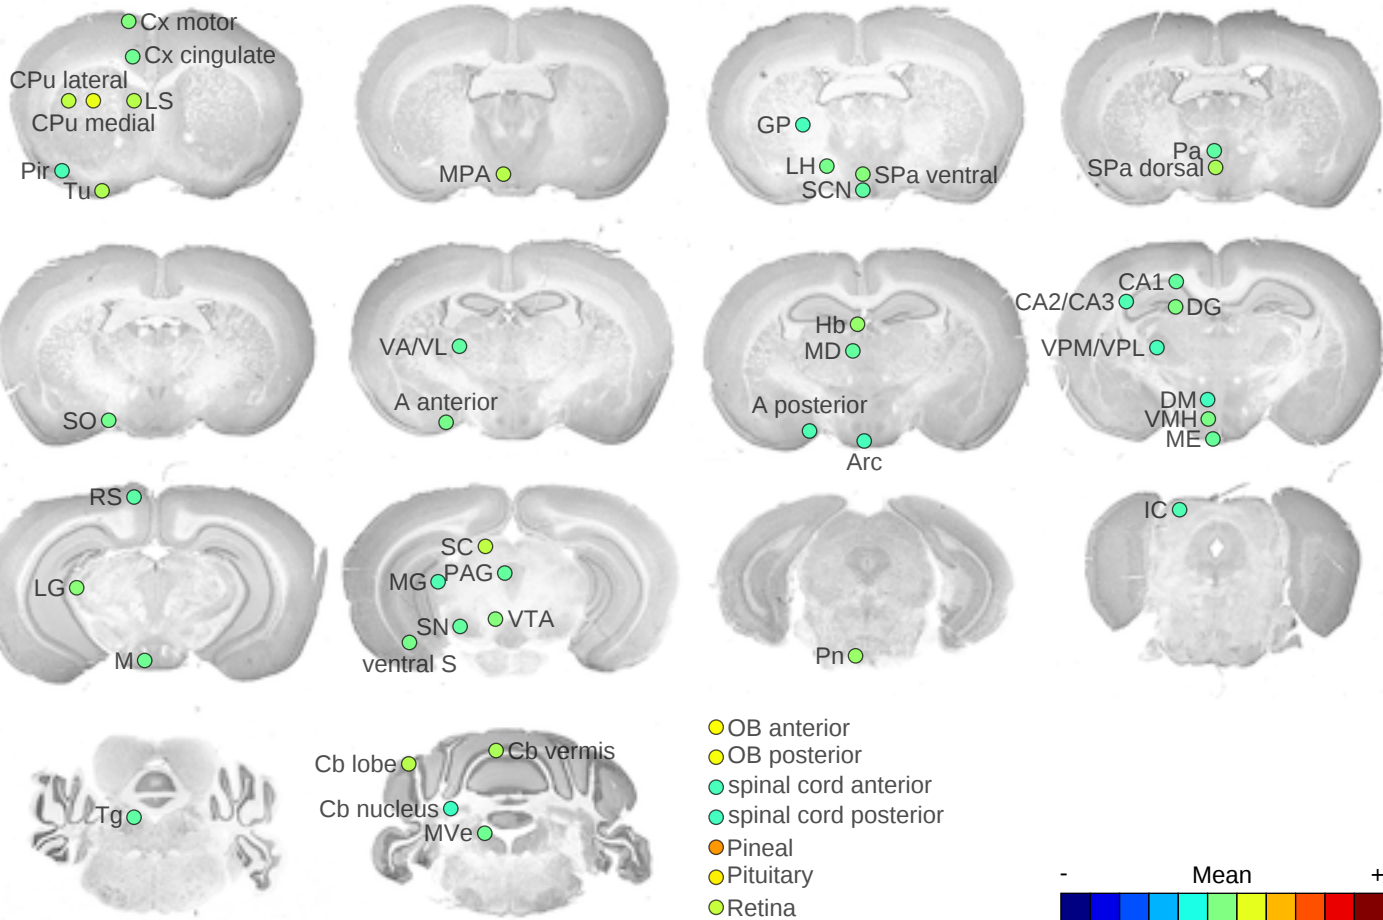 Cx motor
Cx cingulate
CPu lateral
LS
CPu medial
Pir
Tu
MPA
GP
LH
SPa ventral
SCN
Pa
SPa dorsal
SO
VA/VL
A anterior
Hb
MD
A posterior
Arc
CA1
CA2/CA3
DG
VPM/VPL
DM
VMH
ME
RS
LG
M
SC
MG
PAG
SN
VTA
ventral S
Pn
IC
Tg
Cb lobe
Cb vermis
Cb nucleus
MVe
OB anterior
OB posterior
spinal cord anterior
spinal cord posterior
Pineal
Pituitary
Retina
- Mean +